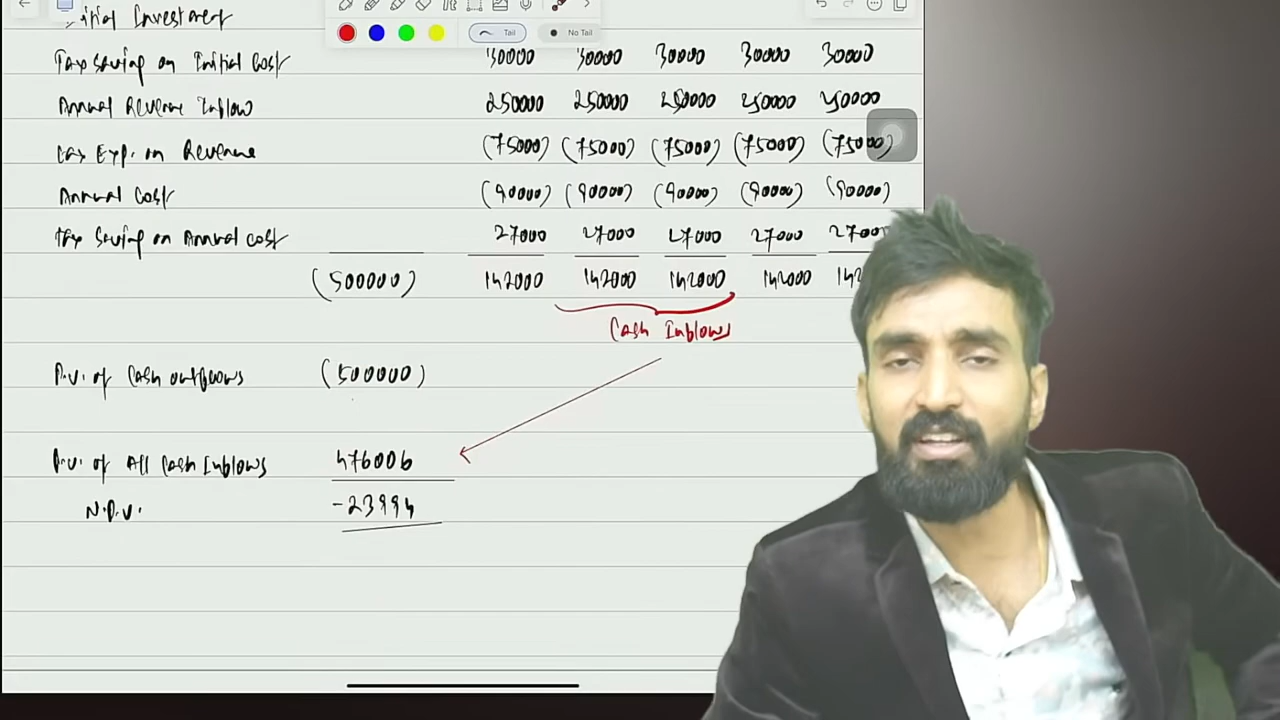 Initial Investment
Tail
No Tail
Tax Saving on Initial Cost 30000 30000 30000 30000 30000
Annual Revenue Inflow 250000 250000 250000 250000 250000
Tax Exp. on Revenue (75000) (75000) (75000) (75000) (75000)
Annual Cost (90000) (90000) (90000) (90000) (90000)
Tax Saving on Annual cost 27000 27000 27000 27000 27000
(500000) 142000 142000 142000 142000 142
Cash Inflows
P.V. of Cash outflows (500000)
P.V. of All Cash Inflows 476006
N.P.V. -23994